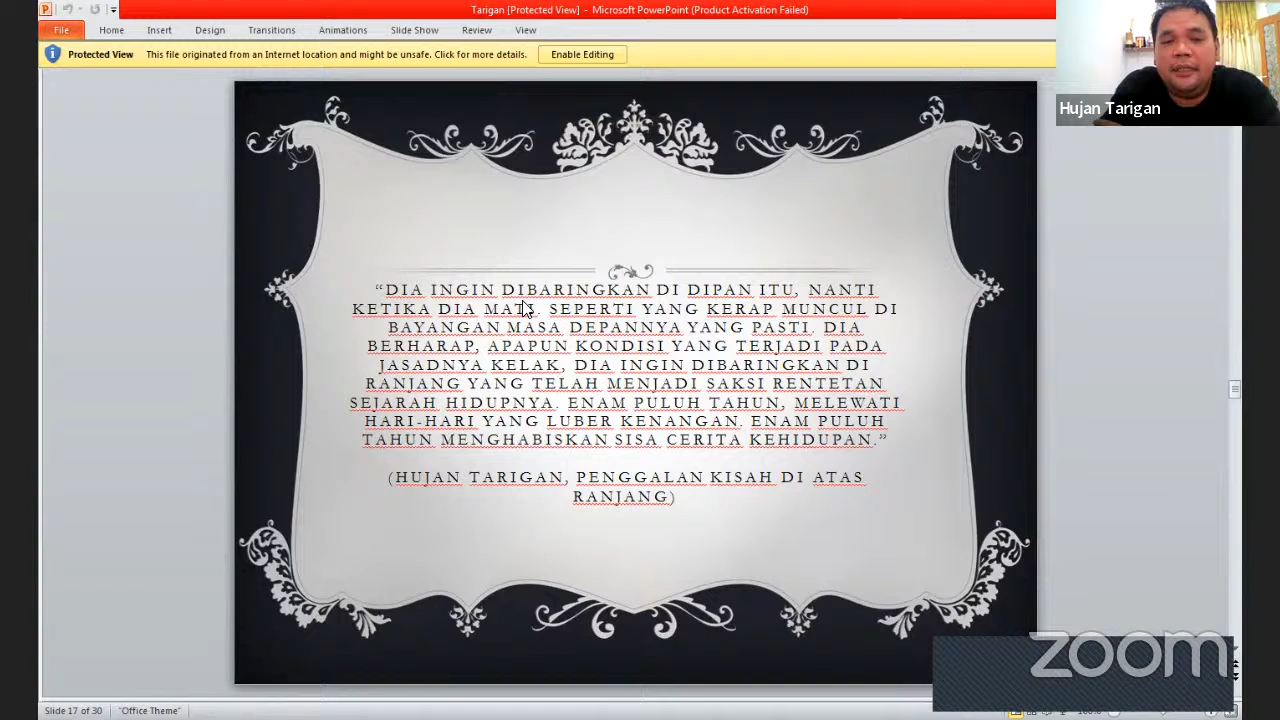 Tarigan [Protected View] - Microsoft PowerPoint (Product Activation Failed)
File Home Insert Design Transitions Animations Slide Show Review View
Protected View This file originated from an Internet location and might be unsafe. Click for more details. Enable Editing
Hujan Tarigan
“DIA INGIN DIBARINGKAN DI DIPAN ITU, NANTI
KETIKA DIA MATI. SEPERTI YANG KERAP MUNCUL DI
BAYANGAN MASA DEPANNYA YANG PASTI. DIA
BERHARAP, APAPUN KONDISI YANG TERJADI PADA
JASADNYA KELAK, DIA INGIN DIBARINGKAN DI
RANJANG YANG TELAH MENJADI SAKSI RENTETAN
SEJARAH HIDUPNYA. ENAM PULUH TAHUN, MELEWATI
HARI-HARI YANG LUBER KENANGAN. ENAM PULUH
TAHUN MENGHABISKAN SISA CERITA KEHIDUPAN.”
(HUJAN TARIGAN, PENGGALAN KISAH DI ATAS
RANJANG)
zoom
Slide 17 of 30 "Office Theme"